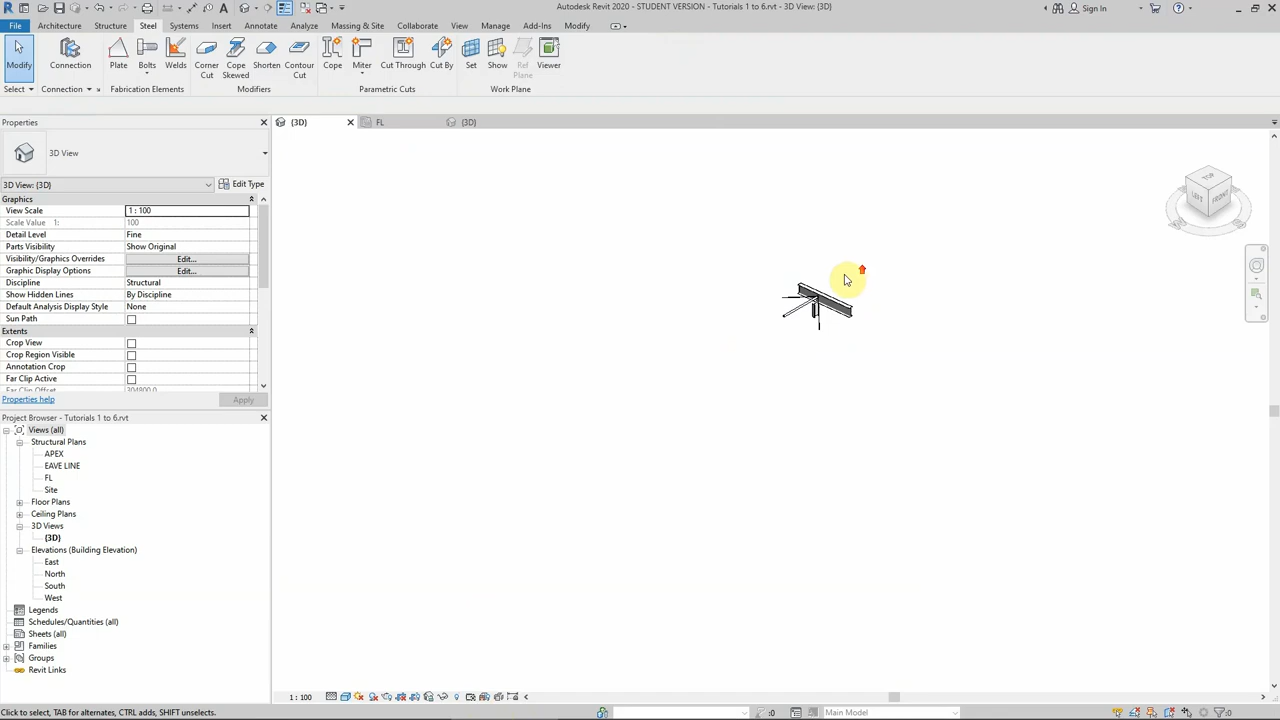 Autodesk Revit 2020 - STUDENT VERSION - Tutorials 1 to 6.rvt - 3D View: {3D}
Sign In
File Architecture Structure Steel Systems Insert Annotate Analyze Massing & Site Collaborate View Manage Add-Ins Modify
Modify Connection Plate Bolts Welds Corner Cut Cope Skewed Shorten Contour Cut Cope Miter Cut Through Cut By Set Show Ref Plane Viewer
Select Connection Fabrication Elements Modifiers Parametric Cuts Work Plane
Properties
{3D} FL {3D}
3D View
3D View: {3D} Edit Type
Graphics
View Scale 1 : 100
Scale Value 1: 100
Detail Level Fine
Parts Visibility Show Original
Visibility/Graphics Overrides Edit...
Graphic Display Options Edit...
Discipline Structural
Show Hidden Lines By Discipline
Default Analysis Display Style None
Sun Path
Extents
Crop View
Crop Region Visible
Annotation Crop
Far Clip Active
Far Clip Offset 304800.0
Properties help Apply
Project Browser - Tutorials 1 to 6.rvt
Views (all)
Structural Plans
APEX
EAVE LINE
FL
Site
Floor Plans
Ceiling Plans
3D Views
{3D}
Elevations (Building Elevation)
East
North
South
West
Legends
Schedules/Quantities (all)
Sheets (all)
Families
Groups
Revit Links
TOP
LEFT
FRONT
1 : 100
Click to select, TAB for alternates, CTRL adds, SHIFT unselects.
:0
Main Model
:0